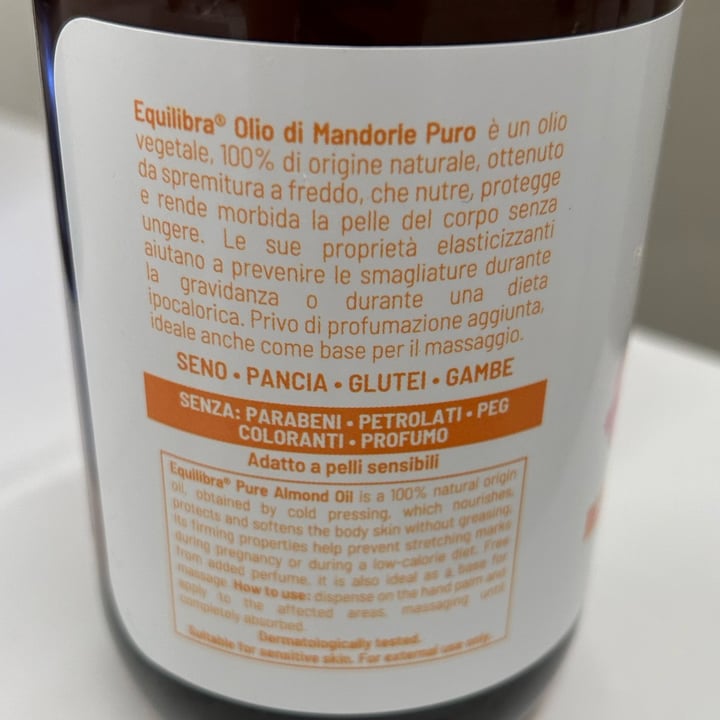 Equilibra® Olio di Mandorle Puro è un olio
vegetale, 100% di origine naturale, ottenuto
da spremitura a freddo, che nutre, protegge
e rende morbida la pelle del corpo senza
ungere. Le sue proprietà elasticizzanti
aiutano a prevenire le smagliature durante
la gravidanza o durante una dieta
ipocalorica. Privo di profumazione aggiunta,
ideale anche come base per il massaggio.
SENO • PANCIA • GLUTEI • GAMBE
SENZA: PARABENI • PETROLATI • PEG
COLORANTI • PROFUMO
Adatto a pelli sensibili
Equilibra® Pure Almond Oil is a 100% natural origin
oil, obtained by cold pressing, which nourishes,
protects and softens the body skin without greasing.
Its firming properties help prevent stretching marks
during pregnancy or during a low-calorie diet. Free
from added perfume, it is also ideal as a base for
massage. How to use: dispense on the hand palm and
apply to the affected areas, massaging until
completely absorbed.
Dermatologically tested.
Suitable for sensitive skin. For external use only.